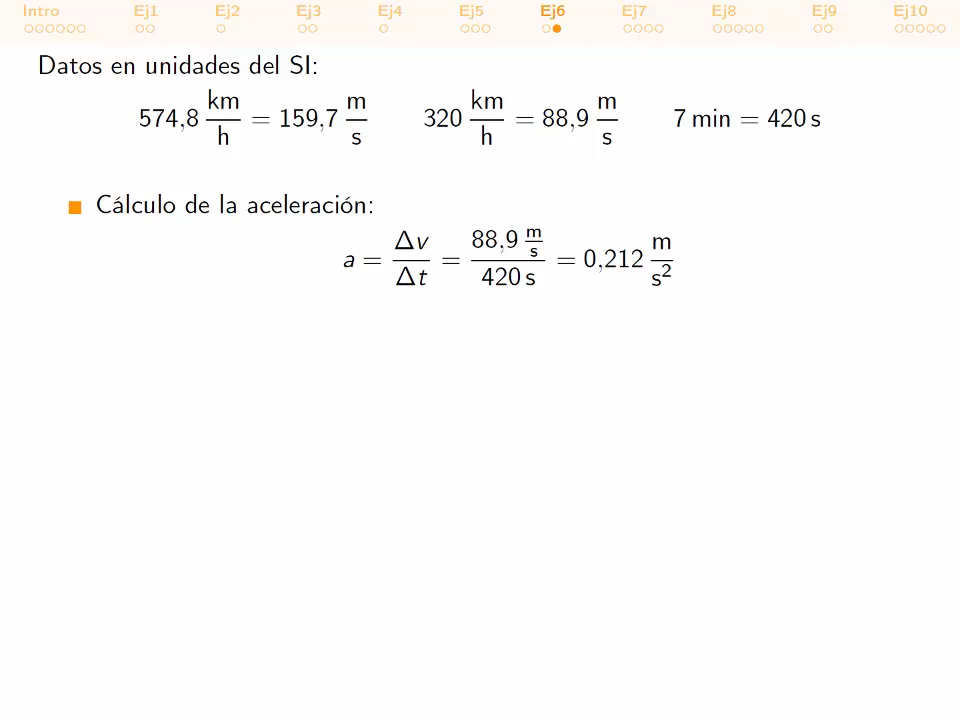 Intro Ej1 Ej2 Ej3 Ej4 Ej5 Ej6 Ej7 Ej8 Ej9 Ej10
Datos en unidades del SI:
574,8 km/h = 159,7 m/s 320 km/h = 88,9 m/s 7 min = 420 s
Cálculo de la aceleración:
a = Δv/Δt = 88,9 m/s / 420 s = 0,212 m/s²